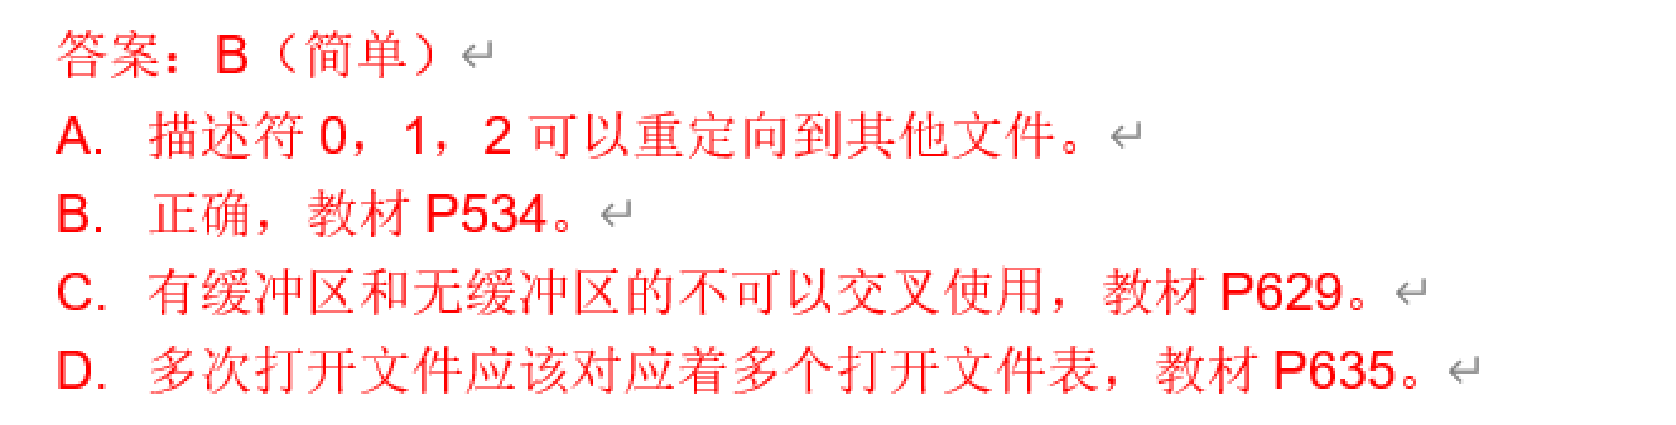 答案：B（简单）↵
A. 描述符 0，1，2 可以重定向到其他文件。↵
B. 正确，教材 P534。↵
C. 有缓冲区和无缓冲区的不可以交叉使用，教材 P629。↵
D. 多次打开文件应该对应着多个打开文件表，教材 P635。↵